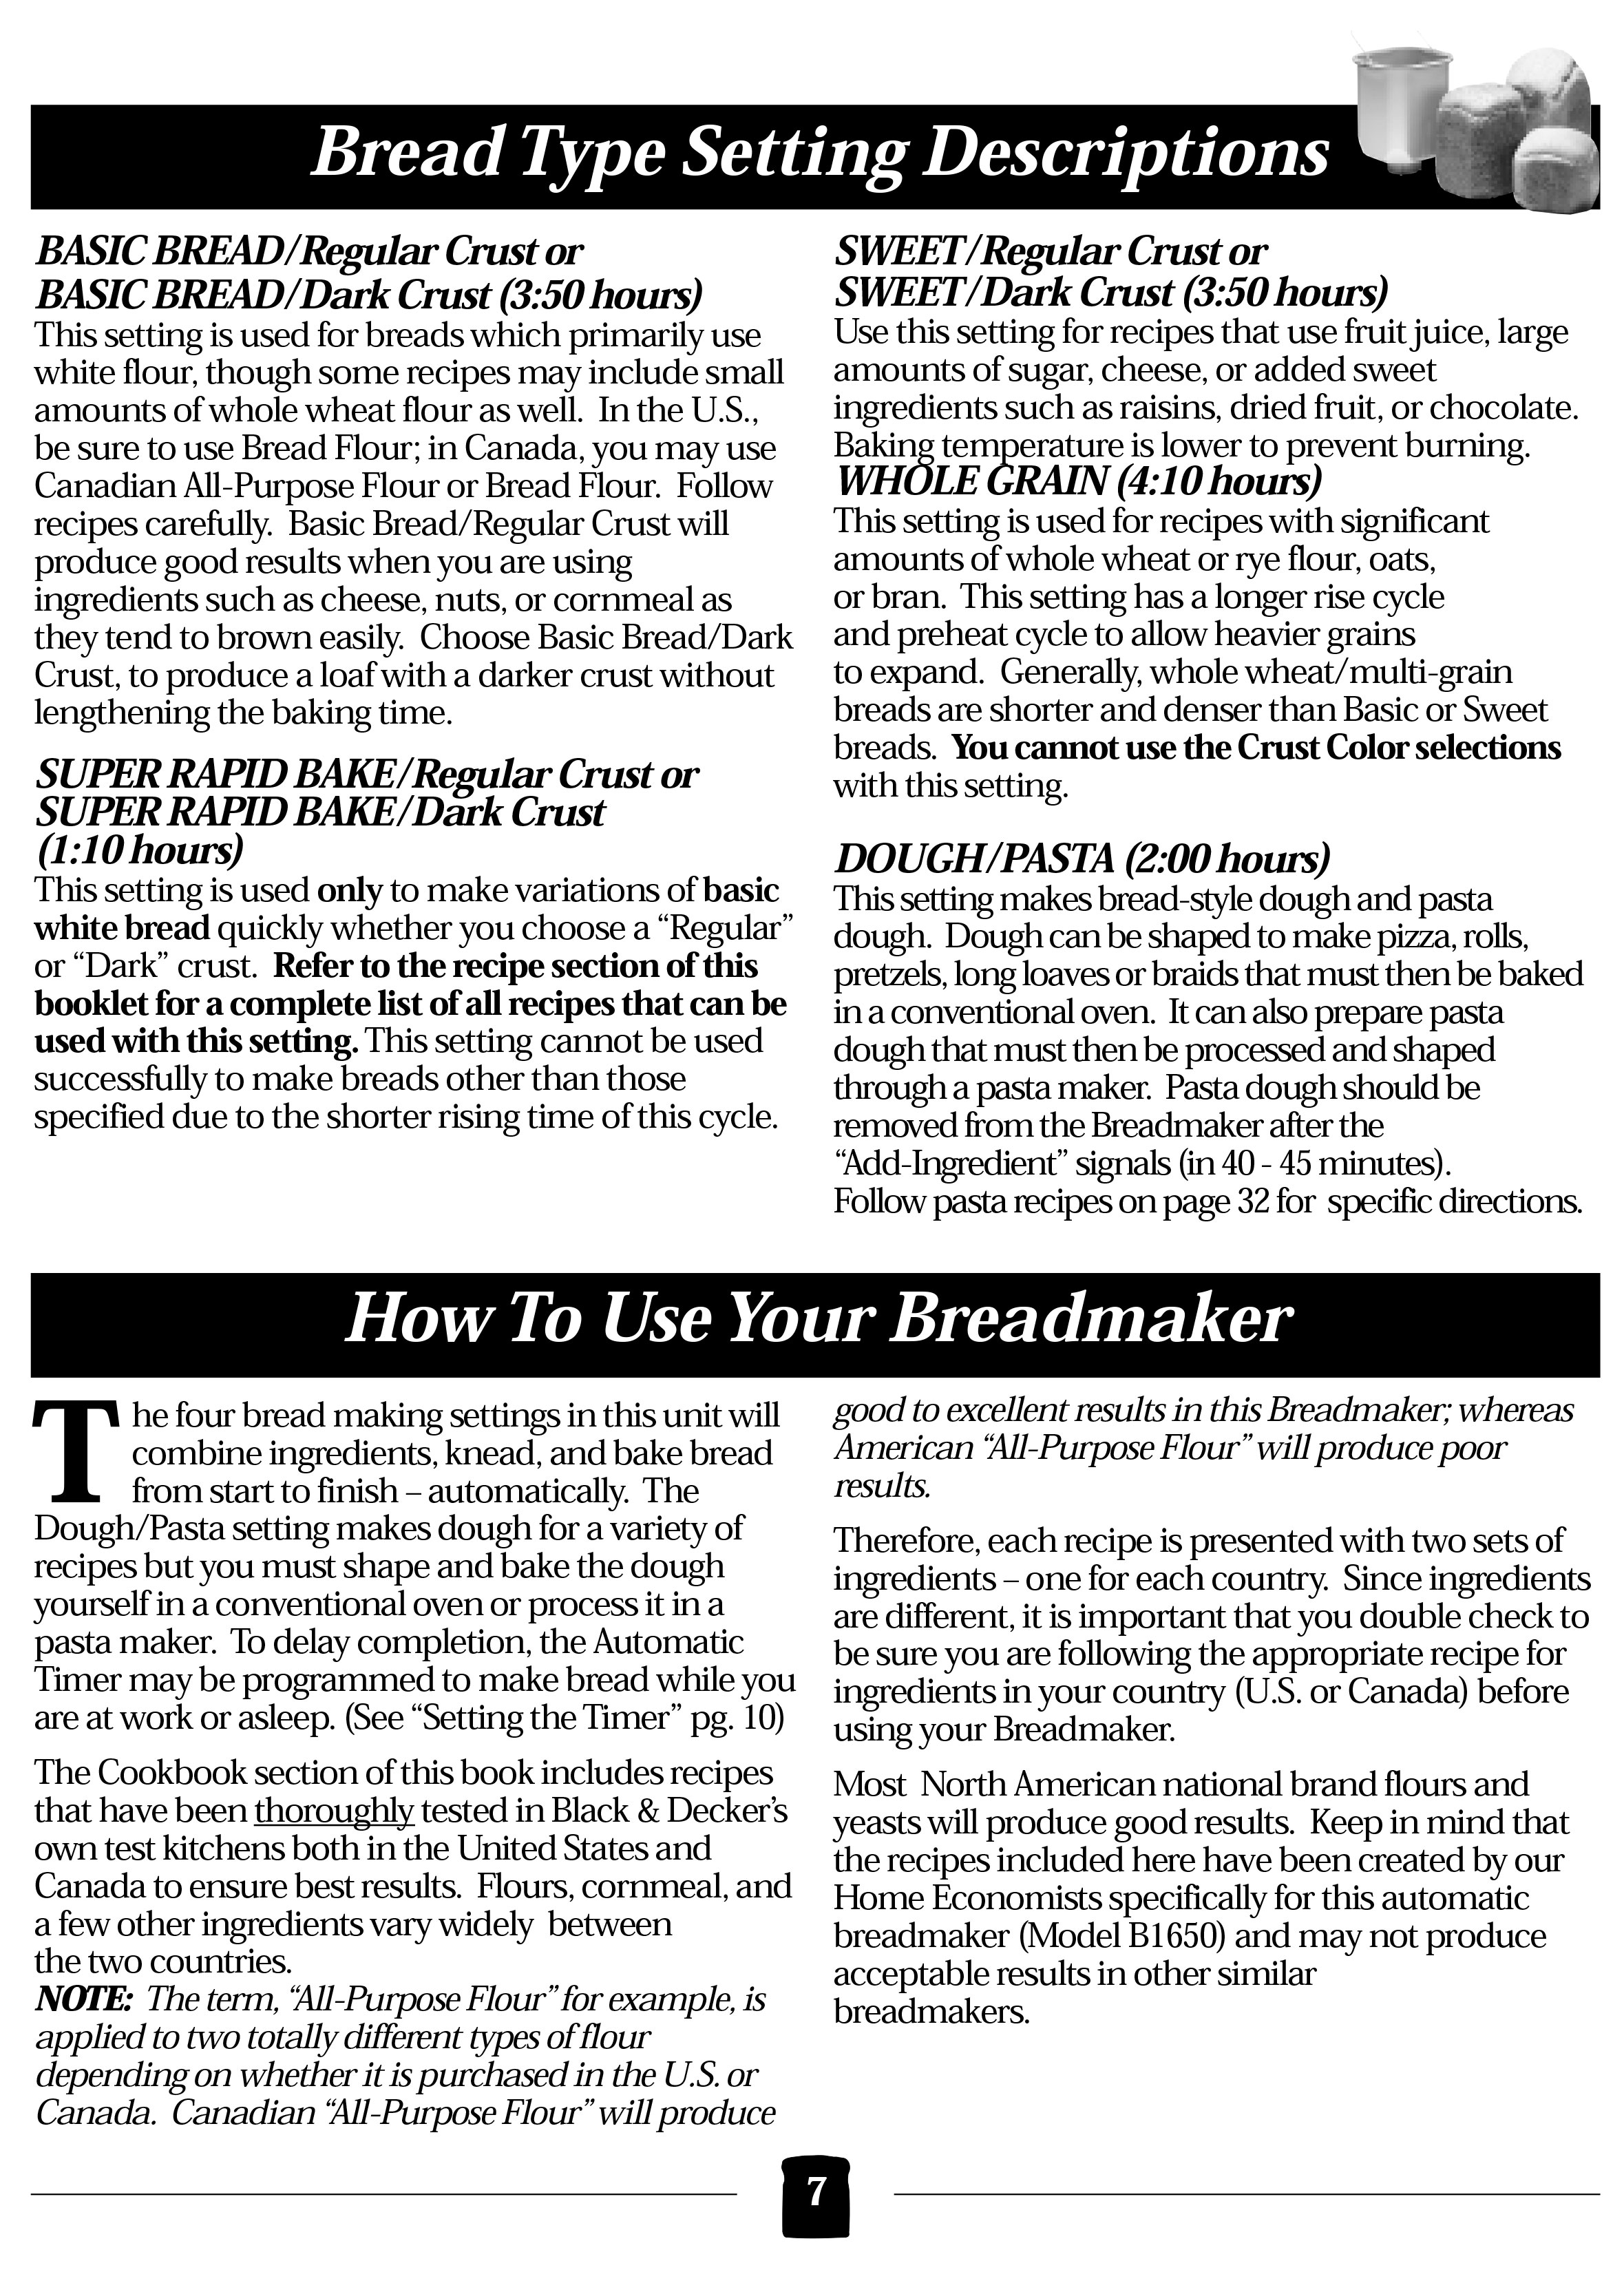 Bread Type Setting Descriptions
BASIC BREAD/Regular Crust or
BASIC BREAD/Dark Crust (3:50 hours)
This setting is used for breads which primarily use
white flour, though some recipes may include small
amounts of whole wheat flour as well.  In the U.S.,
be sure to use Bread Flour; in Canada, you may use
Canadian All-Purpose Flour or Bread Flour.  Follow
recipes carefully.  Basic Bread/Regular Crust will
produce good results when you are using
ingredients such as cheese, nuts, or cornmeal as
they tend to brown easily.  Choose Basic Bread/Dark
Crust, to produce a loaf with a darker crust without
lengthening the baking time.
SUPER RAPID BAKE/Regular Crust or
SUPER RAPID BAKE/Dark Crust
(1:10 hours)
This setting is used only to make variations of basic
white bread quickly whether you choose a “Regular”
or “Dark” crust.  Refer to the recipe section of this
booklet for a complete list of all recipes that can be
used with this setting. This setting cannot be used
successfully to make breads other than those
specified due to the shorter rising time of this cycle.
SWEET/Regular Crust or
SWEET/Dark Crust (3:50 hours)
Use this setting for recipes that use fruit juice, large
amounts of sugar, cheese, or added sweet
ingredients such as raisins, dried fruit, or chocolate.
Baking temperature is lower to prevent burning.
WHOLE GRAIN (4:10 hours)
This setting is used for recipes with significant
amounts of whole wheat or rye flour, oats,
or bran.  This setting has a longer rise cycle
and preheat cycle to allow heavier grains
to expand.  Generally, whole wheat/multi-grain
breads are shorter and denser than Basic or Sweet
breads.  You cannot use the Crust Color selections
with this setting.
DOUGH/PASTA (2:00 hours)
This setting makes bread-style dough and pasta
dough.  Dough can be shaped to make pizza, rolls,
pretzels, long loaves or braids that must then be baked
in a conventional oven.  It can also prepare pasta
dough that must then be processed and shaped
through a pasta maker.  Pasta dough should be
removed from the Breadmaker after the
“Add-Ingredient” signals (in 40 - 45 minutes).
Follow pasta recipes on page 32 for  specific directions.
How To Use Your Breadmaker
The four bread making settings in this unit will
combine ingredients, knead, and bake bread
from start to finish – automatically.  The
Dough/Pasta setting makes dough for a variety of
recipes but you must shape and bake the dough
yourself in a conventional oven or process it in a
pasta maker.  To delay completion, the Automatic
Timer may be programmed to make bread while you
are at work or asleep. (See “Setting the Timer” pg. 10)
The Cookbook section of this book includes recipes
that have been thoroughly tested in Black & Decker’s
own test kitchens both in the United States and
Canada to ensure best results.  Flours, cornmeal, and
a few other ingredients vary widely  between
the two countries.
NOTE:  The term, “All-Purpose Flour” for example, is
applied to two totally different types of flour
depending on whether it is purchased in the U.S. or
Canada.  Canadian “All-Purpose Flour” will produce
good to excellent results in this Breadmaker; whereas
American “All-Purpose Flour” will produce poor
results.
Therefore, each recipe is presented with two sets of
ingredients – one for each country.  Since ingredients
are different, it is important that you double check to
be sure you are following the appropriate recipe for
ingredients in your country (U.S. or Canada) before
using your Breadmaker.
Most  North American national brand flours and
yeasts will produce good results.  Keep in mind that
the recipes included here have been created by our
Home Economists specifically for this automatic
breadmaker (Model B1650) and may not produce
acceptable results in other similar
breadmakers.
7